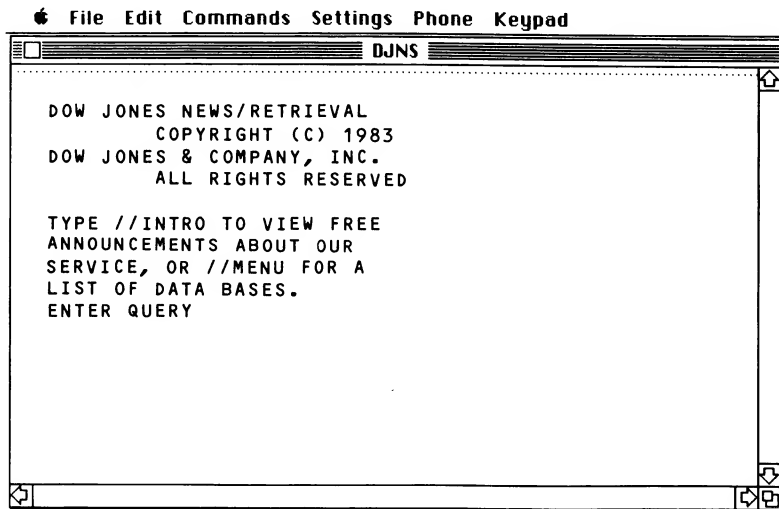 File Edit Commands Settings Phone Keypad
DJNS
DOW JONES NEWS/RETRIEVAL
COPYRIGHT (C) 1983
DOW JONES & COMPANY, INC.
ALL RIGHTS RESERVED
TYPE //INTRO TO VIEW FREE
ANNOUNCEMENTS ABOUT OUR
SERVICE, OR //MENU FOR A
LIST OF DATA BASES.
ENTER QUERY